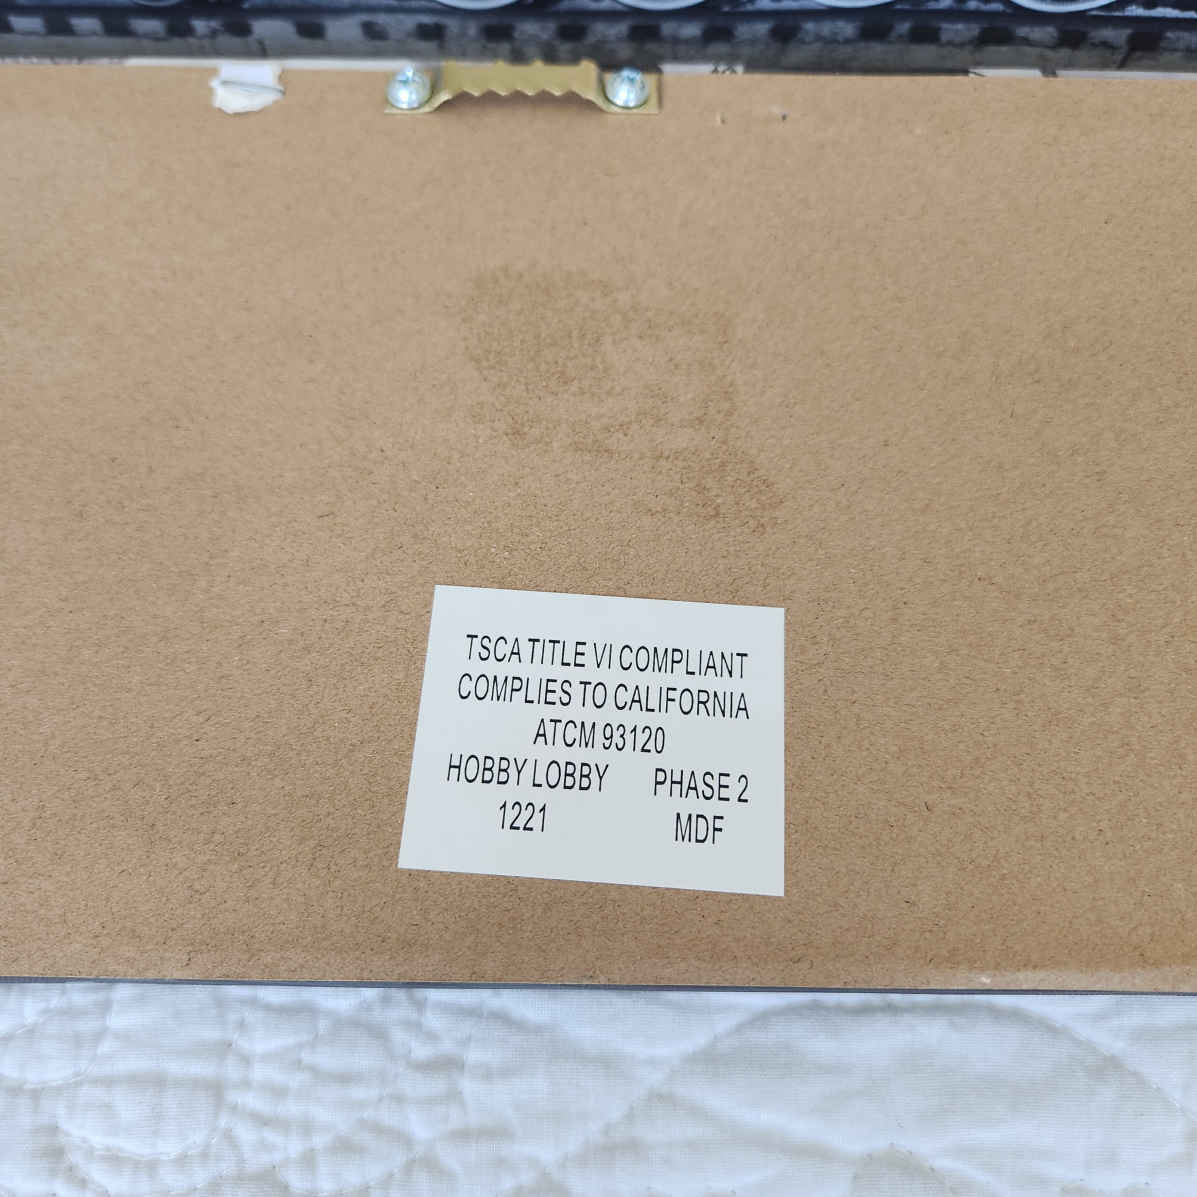 TSCA TITLE VI COMPLIANT
COMPLIES TO CALIFORNIA
ATCM 93120
HOBBY LOBBY PHASE 2
1221 MDF